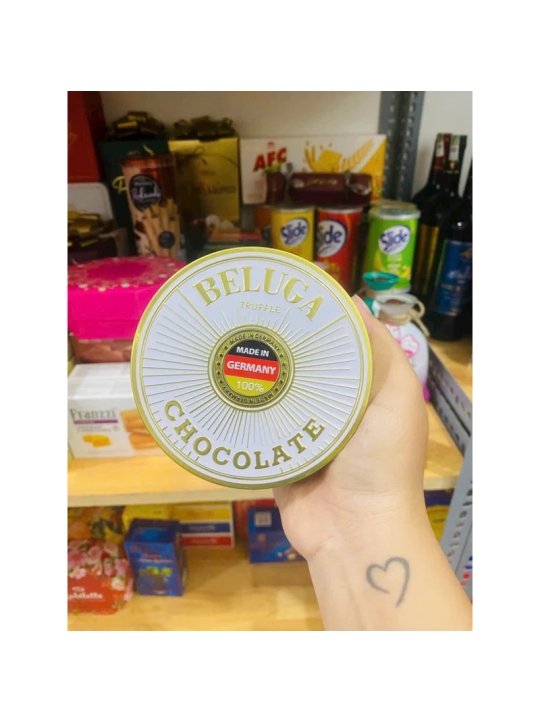 AFC
Slide
Slide
Slide
BELUGA
TRUFFLE
MADE IN
GERMANY
100%
CHOCOLATE
Franzzi